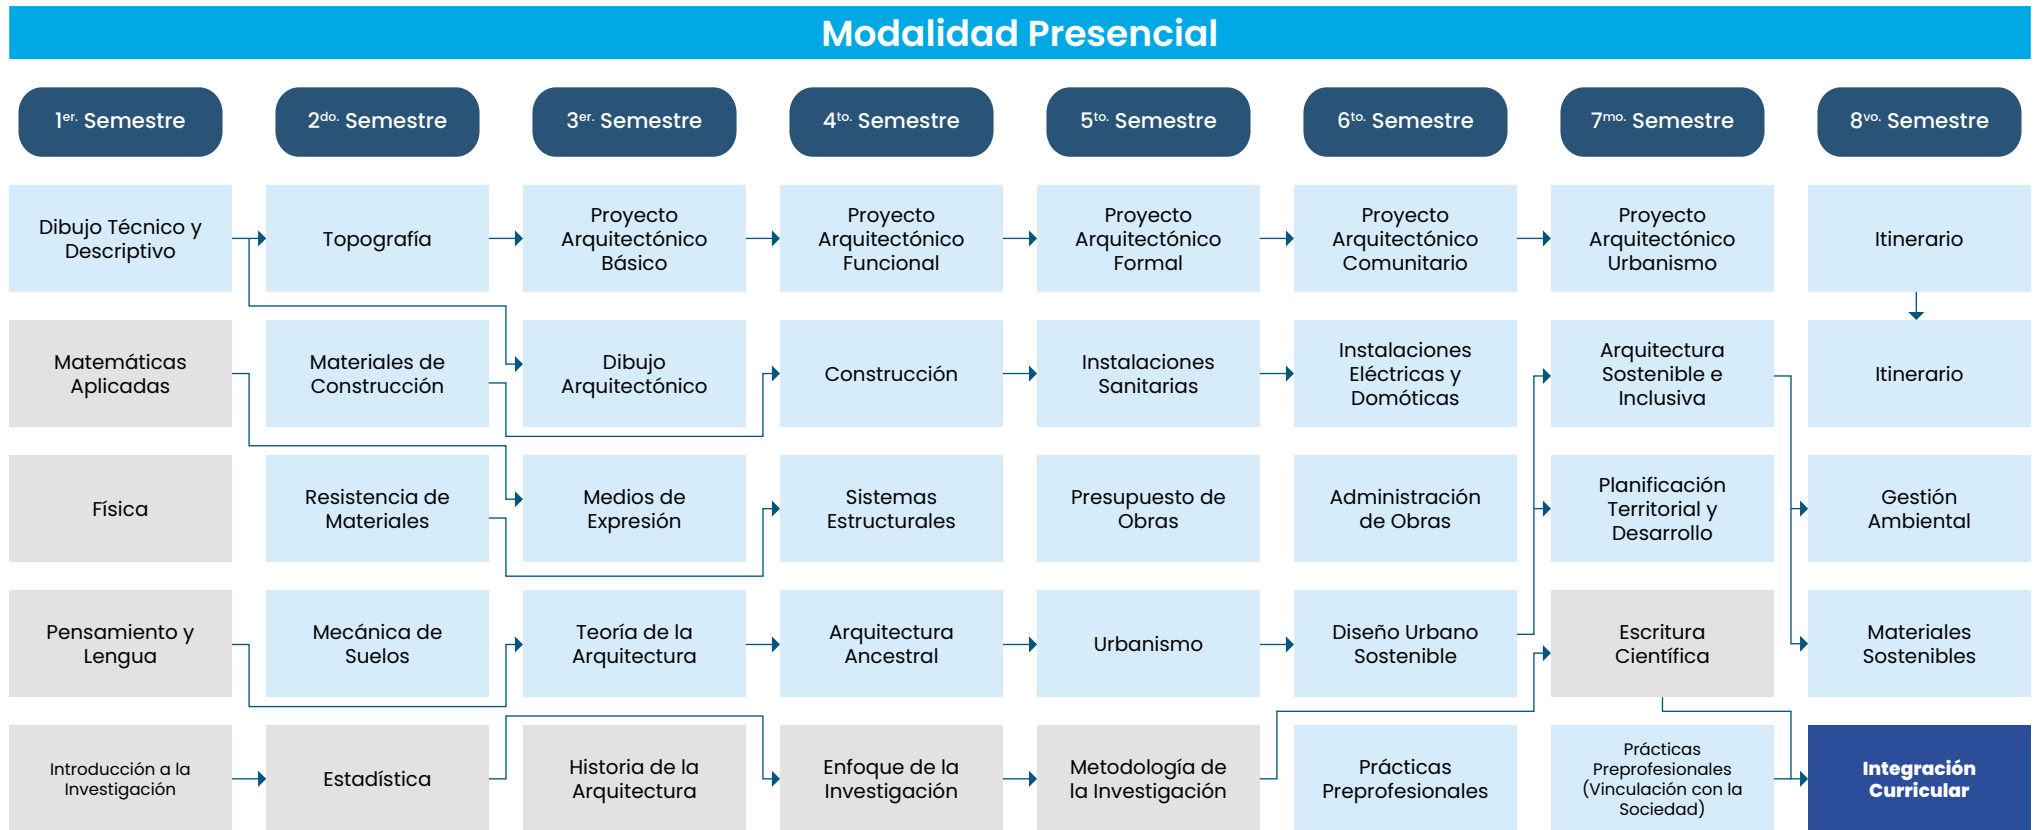 Modalidad Presencial
1er. Semestre
2do. Semestre
3er. Semestre
4to. Semestre
5to. Semestre
6to. Semestre
7mo. Semestre
8vo. Semestre
Dibujo Técnico y
Descriptivo
Topografía
Proyecto
Arquitectónico
Básico
Proyecto
Arquitectónico
Funcional
Proyecto
Arquitectónico
Formal
Proyecto
Arquitectónico
Comunitario
Proyecto
Arquitectónico
Urbanismo
Itinerario
Matemáticas
Aplicadas
Materiales de
Construcción
Dibujo
Arquitectónico
Construcción
Instalaciones
Sanitarias
Instalaciones
Eléctricas y
Domóticas
Arquitectura
Sostenible e
Inclusiva
Itinerario
Física
Resistencia de
Materiales
Medios de
Expresión
Sistemas
Estructurales
Presupuesto de
Obras
Administración
de Obras
Planificación
Territorial y
Desarrollo
Gestión
Ambiental
Pensamiento y
Lengua
Mecánica de
Suelos
Teoría de la
Arquitectura
Arquitectura
Ancestral
Urbanismo
Diseño Urbano
Sostenible
Escritura
Científica
Materiales
Sostenibles
Introducción a la
Investigación
Estadística
Historia de la
Arquitectura
Enfoque de la
Investigación
Metodología de
la Investigación
Prácticas
Preprofesionales
Prácticas
Preprofesionales
(Vinculación con la
Sociedad)
Integración
Curricular